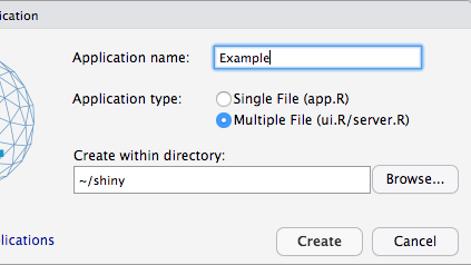 ication
Application name: Example
Application type: Single File (app.R)
Multiple File (ui.R/server.R)
Create within directory:
~/shiny Browse...
lications Create Cancel